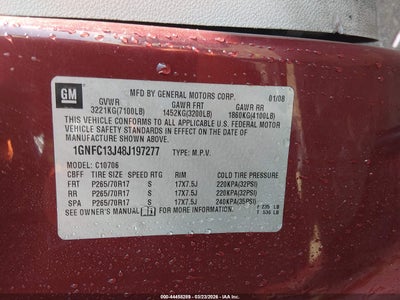 GM
MFD BY GENERAL MOTORS CORP.
01/08
GVWR GAWR FRT GAWR RR
3221KG(7100LB) 1452KG(3200LB) 1860KG(4100LB)
THIS VEHICLE CONFORMS TO ALL APPLICABLE U.S. FEDERAL MOTOR
VEHICLE SAFETY STANDARDS IN EFFECT ON THE DATE OF
MANUFACTURE SHOWN ABOVE.
1GNFC13J48J197277 TYPE: M.P.V.
MODEL: C10706
CBFF TIRE SIZE SPEED RTG RIM COLD TIRE PRESSURE
FRT P265/70R17 S 17X7.5J 220KPA(32PSI)
RR P265/70R17 S 17X7.5J 220KPA(32PSI)
SPA P265/70R17 S 17X7.5J 240KPA(35PSI)
SEE OWNER'S MANUAL FOR MORE INFORMATION.
000-44458289 - 03/23/2026 - IAA